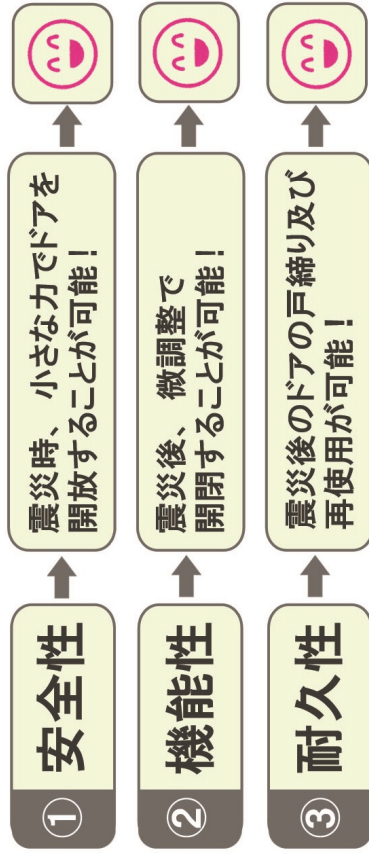 ① 安全性
震災時、小さな力でドアを
開放することが可能！
② 機能性
震災後、微調整で
開閉することが可能！
③ 耐久性
震災後のドアの戸締り及び
再使用が可能！